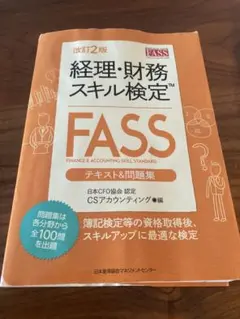 改訂2版
FASS
経理・財務
スキル検定™
FASS
FINANCE & ACCOUNTING SKILL STANDARD
テキスト&問題集
日本CFO協会 認定
CSアカウンティング●編
問題集は
各分野から
全100問
を出題
簿記検定等の資格取得後、
スキルアップに最適な検定
日本能率協会マネジメントセンター